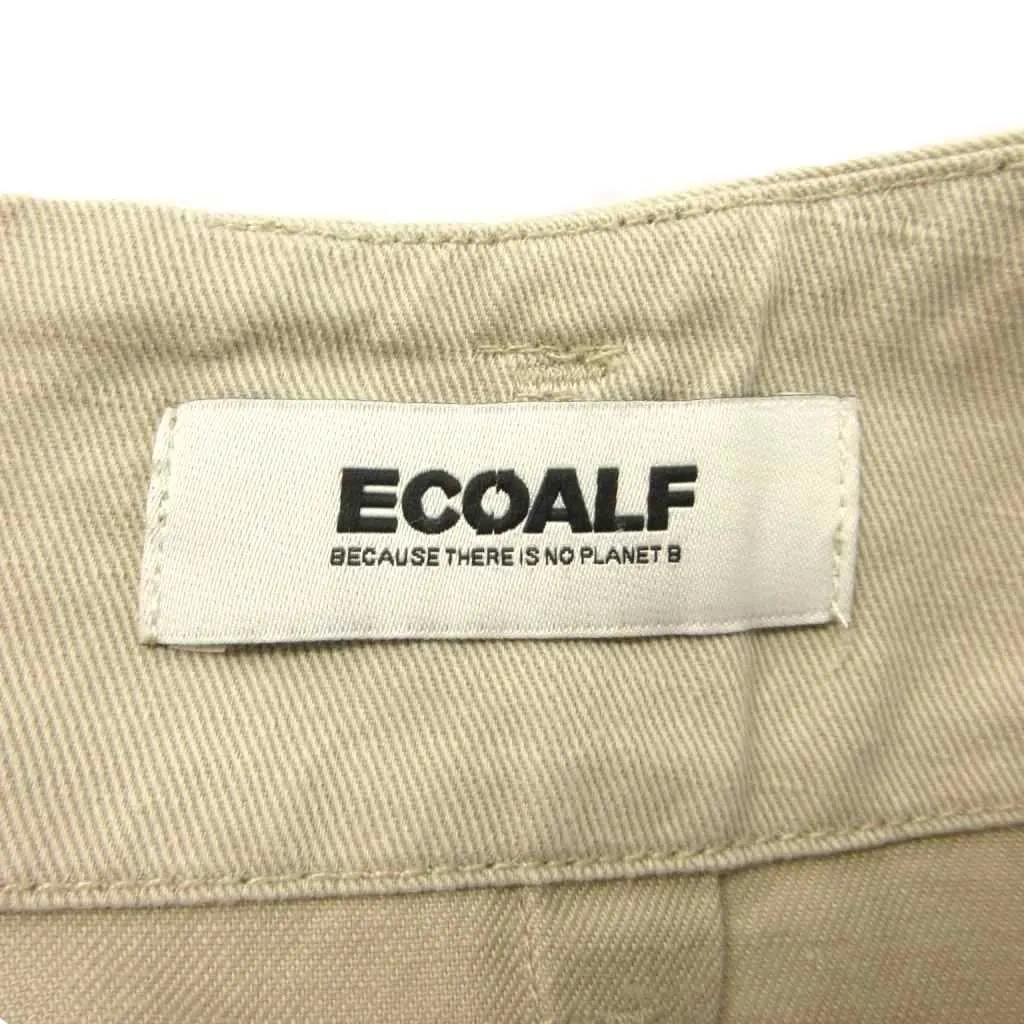 ECOALF
BECAUSE THERE IS NO PLANET B